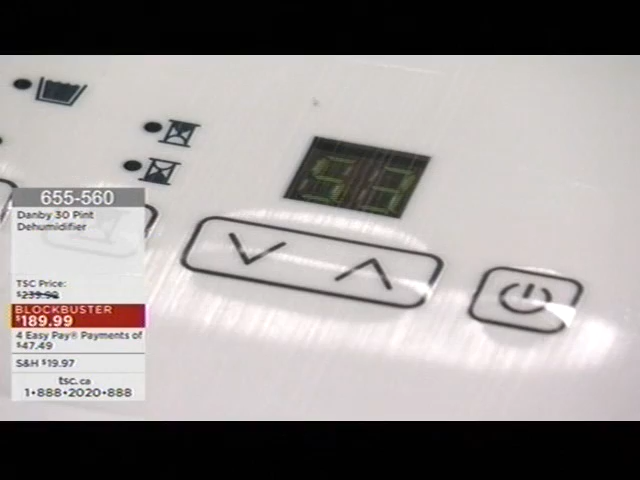 655-560
Danby 30 Pint
Dehumidifier
TSC Price:
$239.98
BLOCKBUSTER
$189.99
4 Easy Pay® Payments of
$47.49
S&H $19.97
tsc.ca
1•888•2020•888